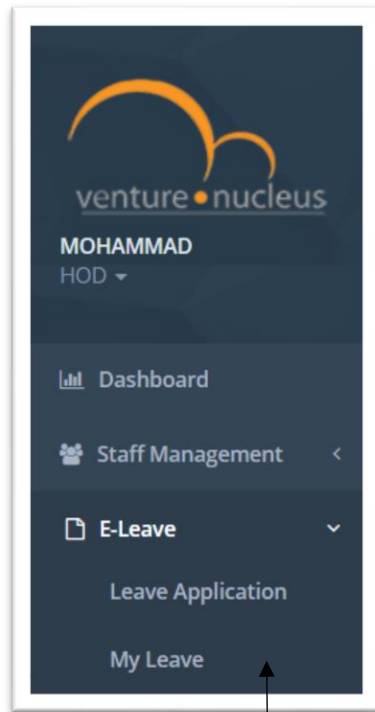 venture•nucleus
MOHAMMAD
HOD
Dashboard
Staff Management
E-Leave
Leave Application
My Leave